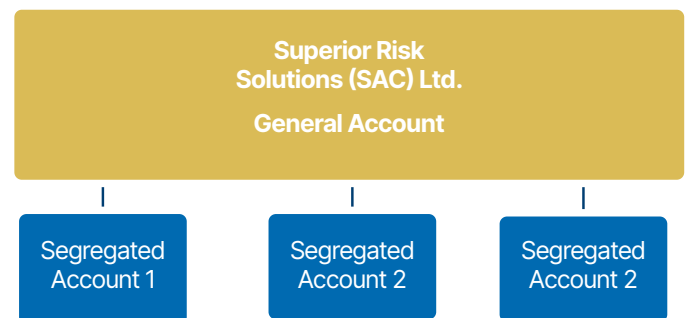 Superior Risk
Solutions (SAC) Ltd.
General Account
Segregated
Account 1
Segregated
Account 2
Segregated
Account 2